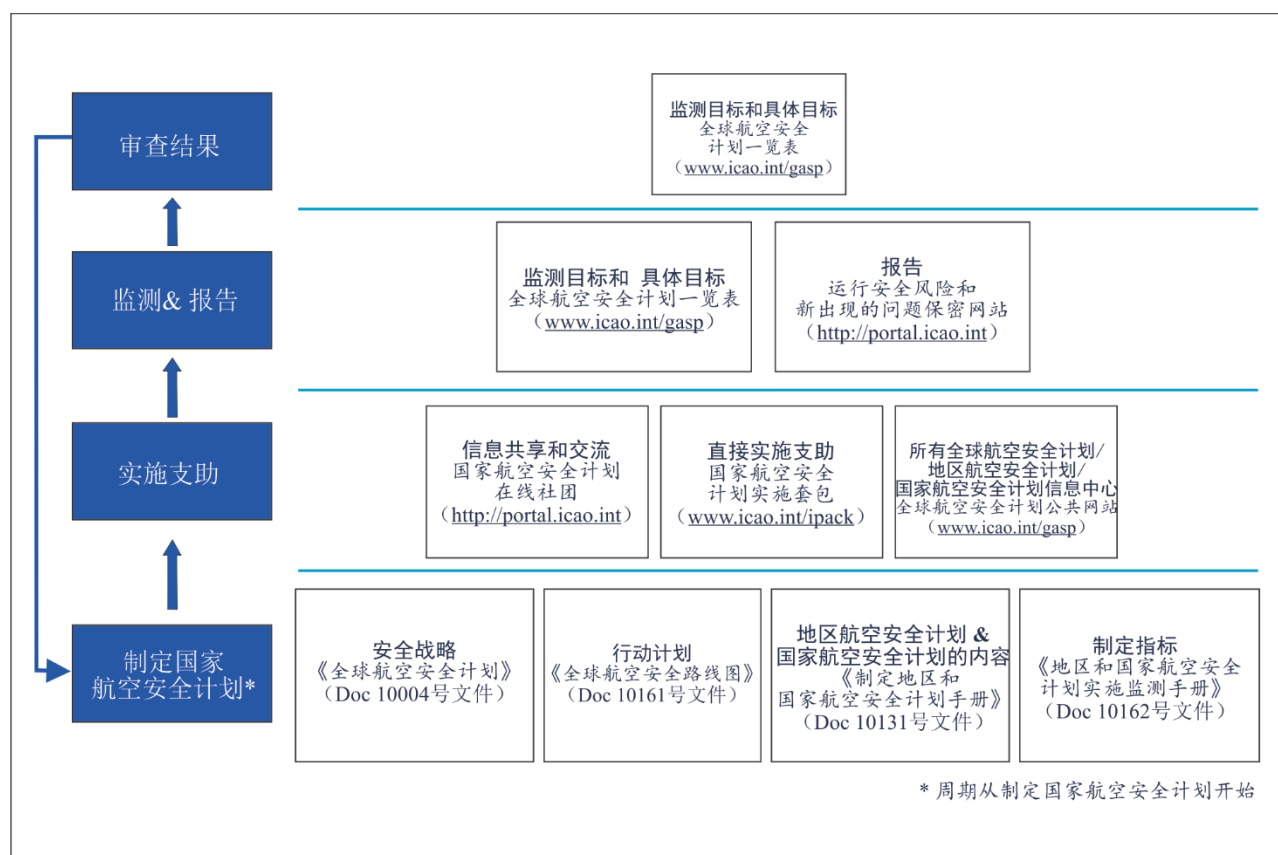 审查结果
监测目标和具体目标
全球航空安全
计划一览表
（www.icao.int/gasp）
监测& 报告
监测目标和 具体目标
全球航空安全计划一览表
（www.icao.int/gasp）
报告
运行安全风险和
新出现的问题保密网站
（http://portal.icao.int）
实施支助
信息共享和交流
国家航空安全计划
在线社团
（http://portal.icao.int）
直接实施支助
国家航空安全
计划实施套包
（www.icao.int/ipack）
所有全球航空安全计划/
地区航空安全计划/
国家航空安全计划信息中心
全球航空安全计划公共网站
（www.icao.int/gasp）
制定国家
航空安全计划*
安全战略
《全球航空安全计划》
（Doc 10004号文件）
行动计划
《全球航空安全路线图》
（Doc 10161号文件）
地区航空安全计划 &
国家航空安全计划的内容
《制定地区和
国家航空安全计划手册》
（Doc 10131号文件）
制定指标
《地区和国家航空安全
计划实施监测手册》
（Doc 10162号文件）
* 周期从制定国家航空安全计划开始